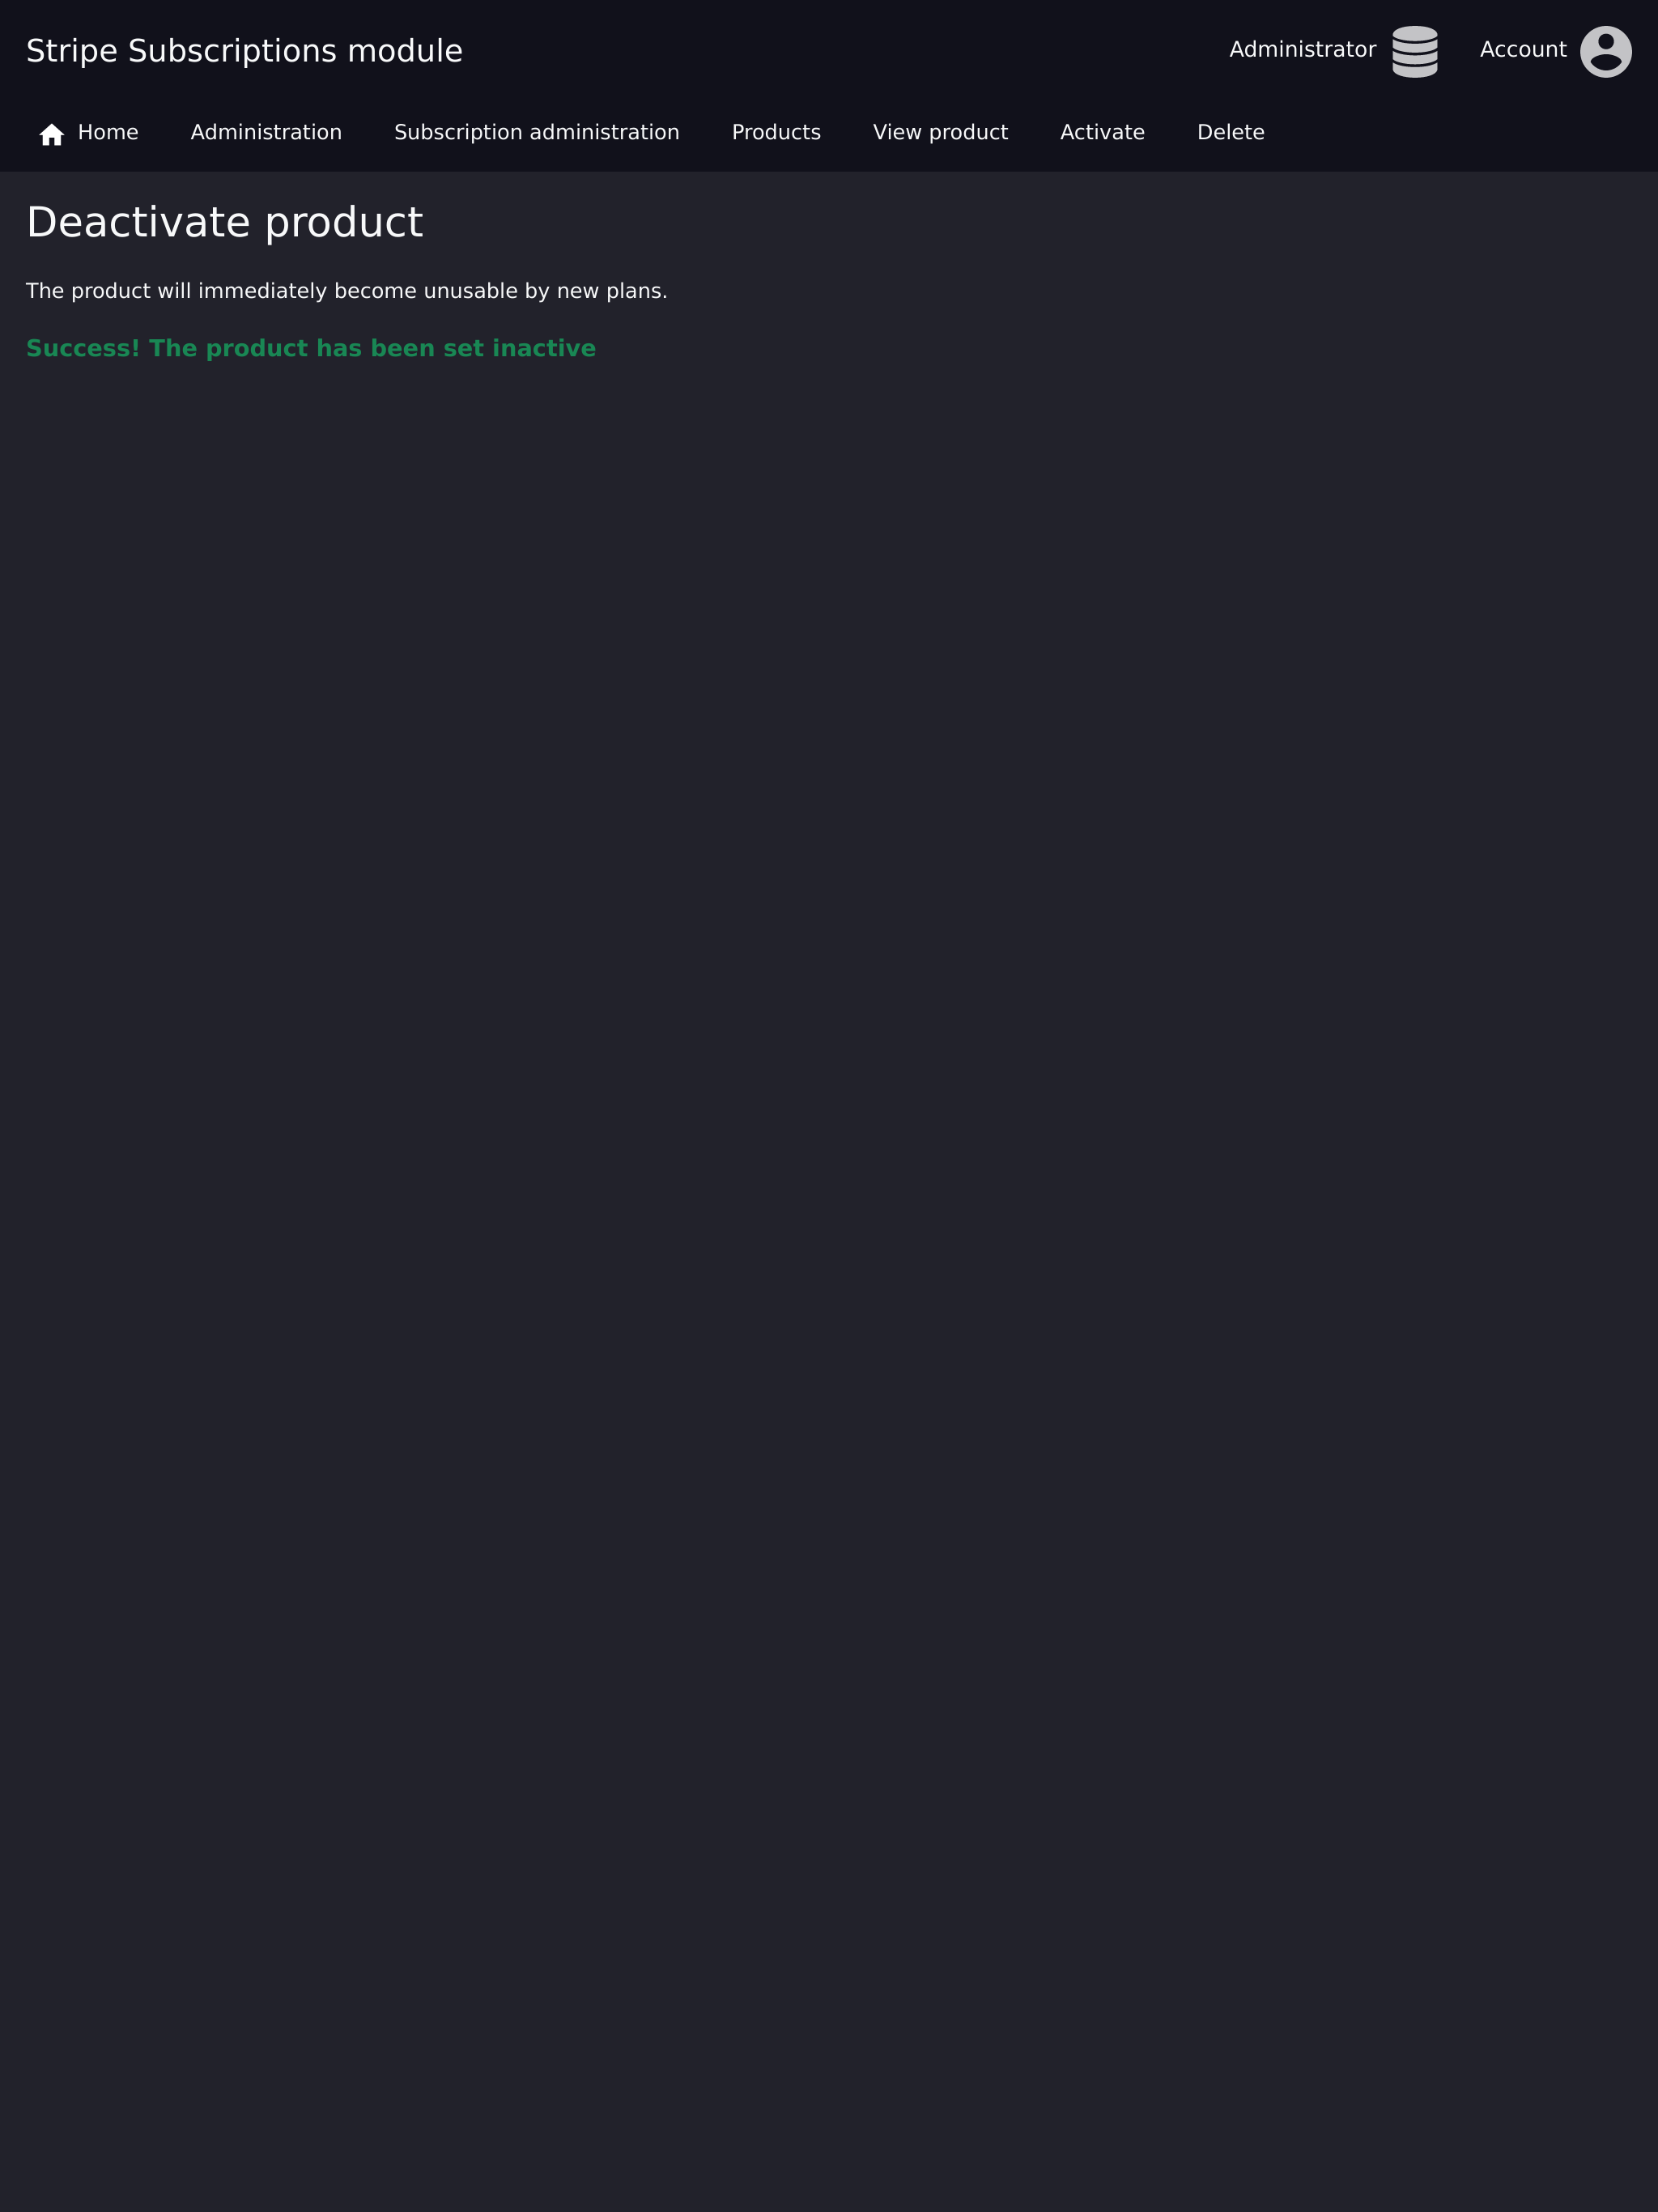 Stripe Subscriptions module
Administrator Account
Home Administration Subscription administration Products View product Activate Delete
Deactivate product
The product will immediately become unusable by new plans.
Success! The product has been set inactive